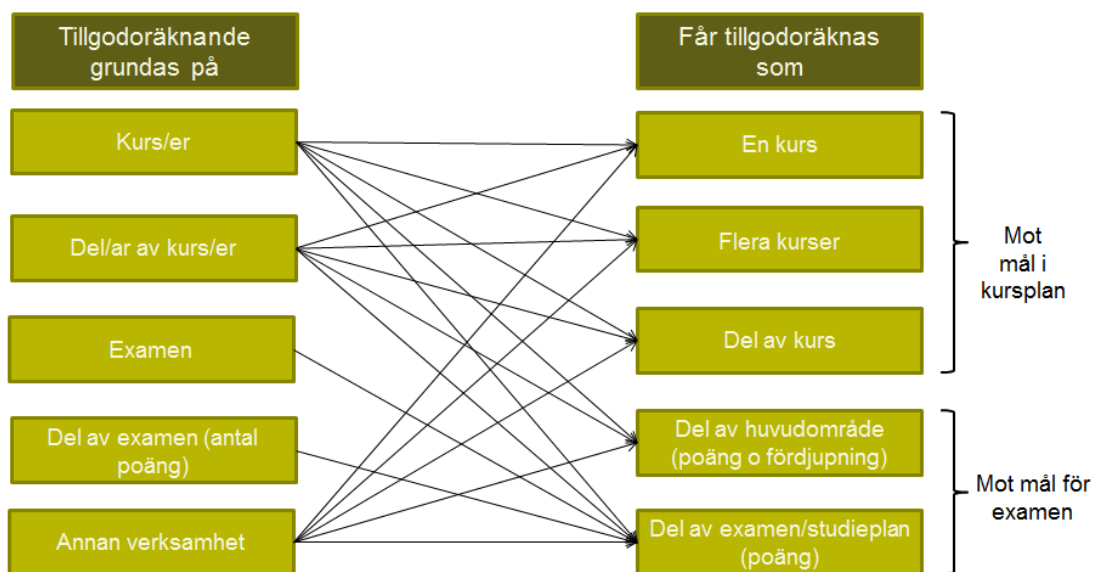 Tillgodoräknande
grundas på
Får tillgodoräknas
som
Kurs/er
En kurs
Del/ar av kurs/er
Flera kurser
Mot
mål i
kursplan
Examen
Del av kurs
Del av examen (antal
poäng)
Del av huvudområde
(poäng o fördjupning)
Mot mål för
examen
Annan verksamhet
Del av examen/studieplan
(poäng)